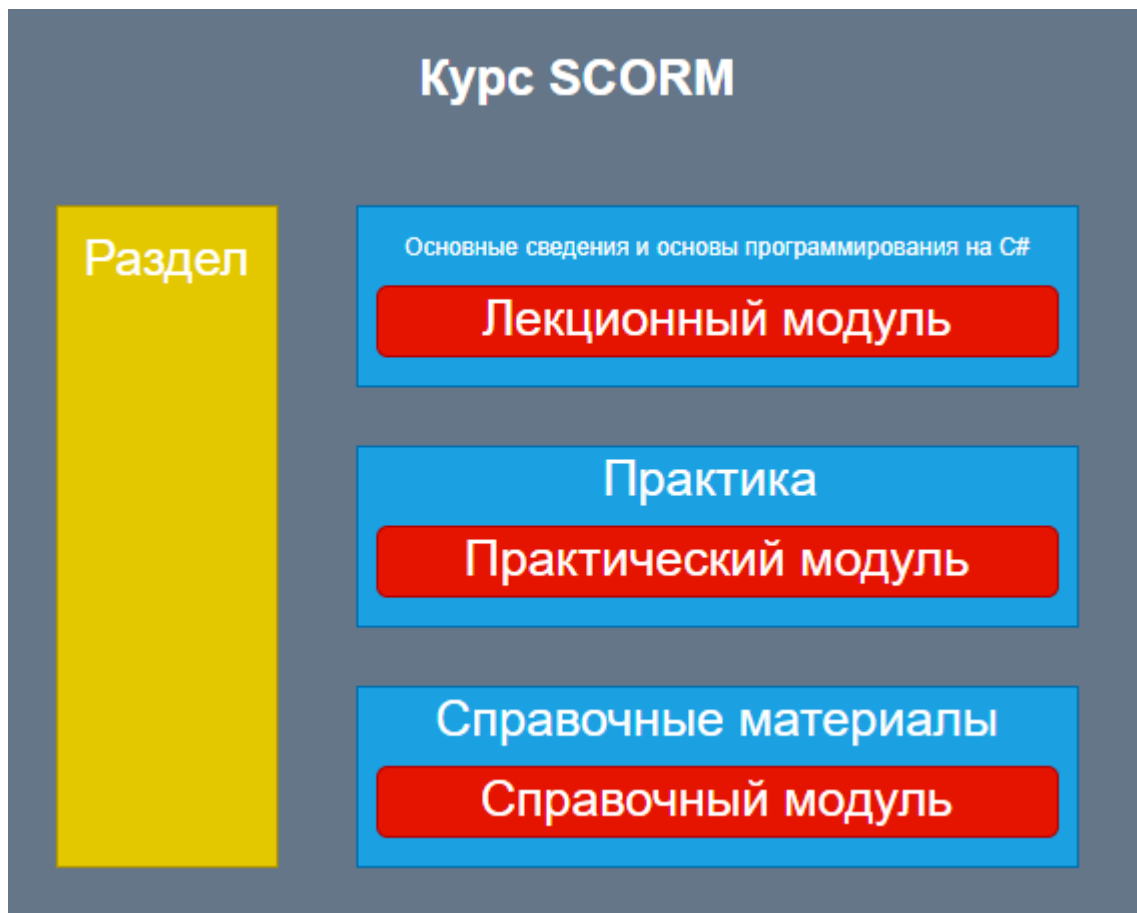 Курс SCORM
Раздел
Основные сведения и основы программирования на C#
Лекционный модуль
Практика
Практический модуль
Справочные материалы
Справочный модуль